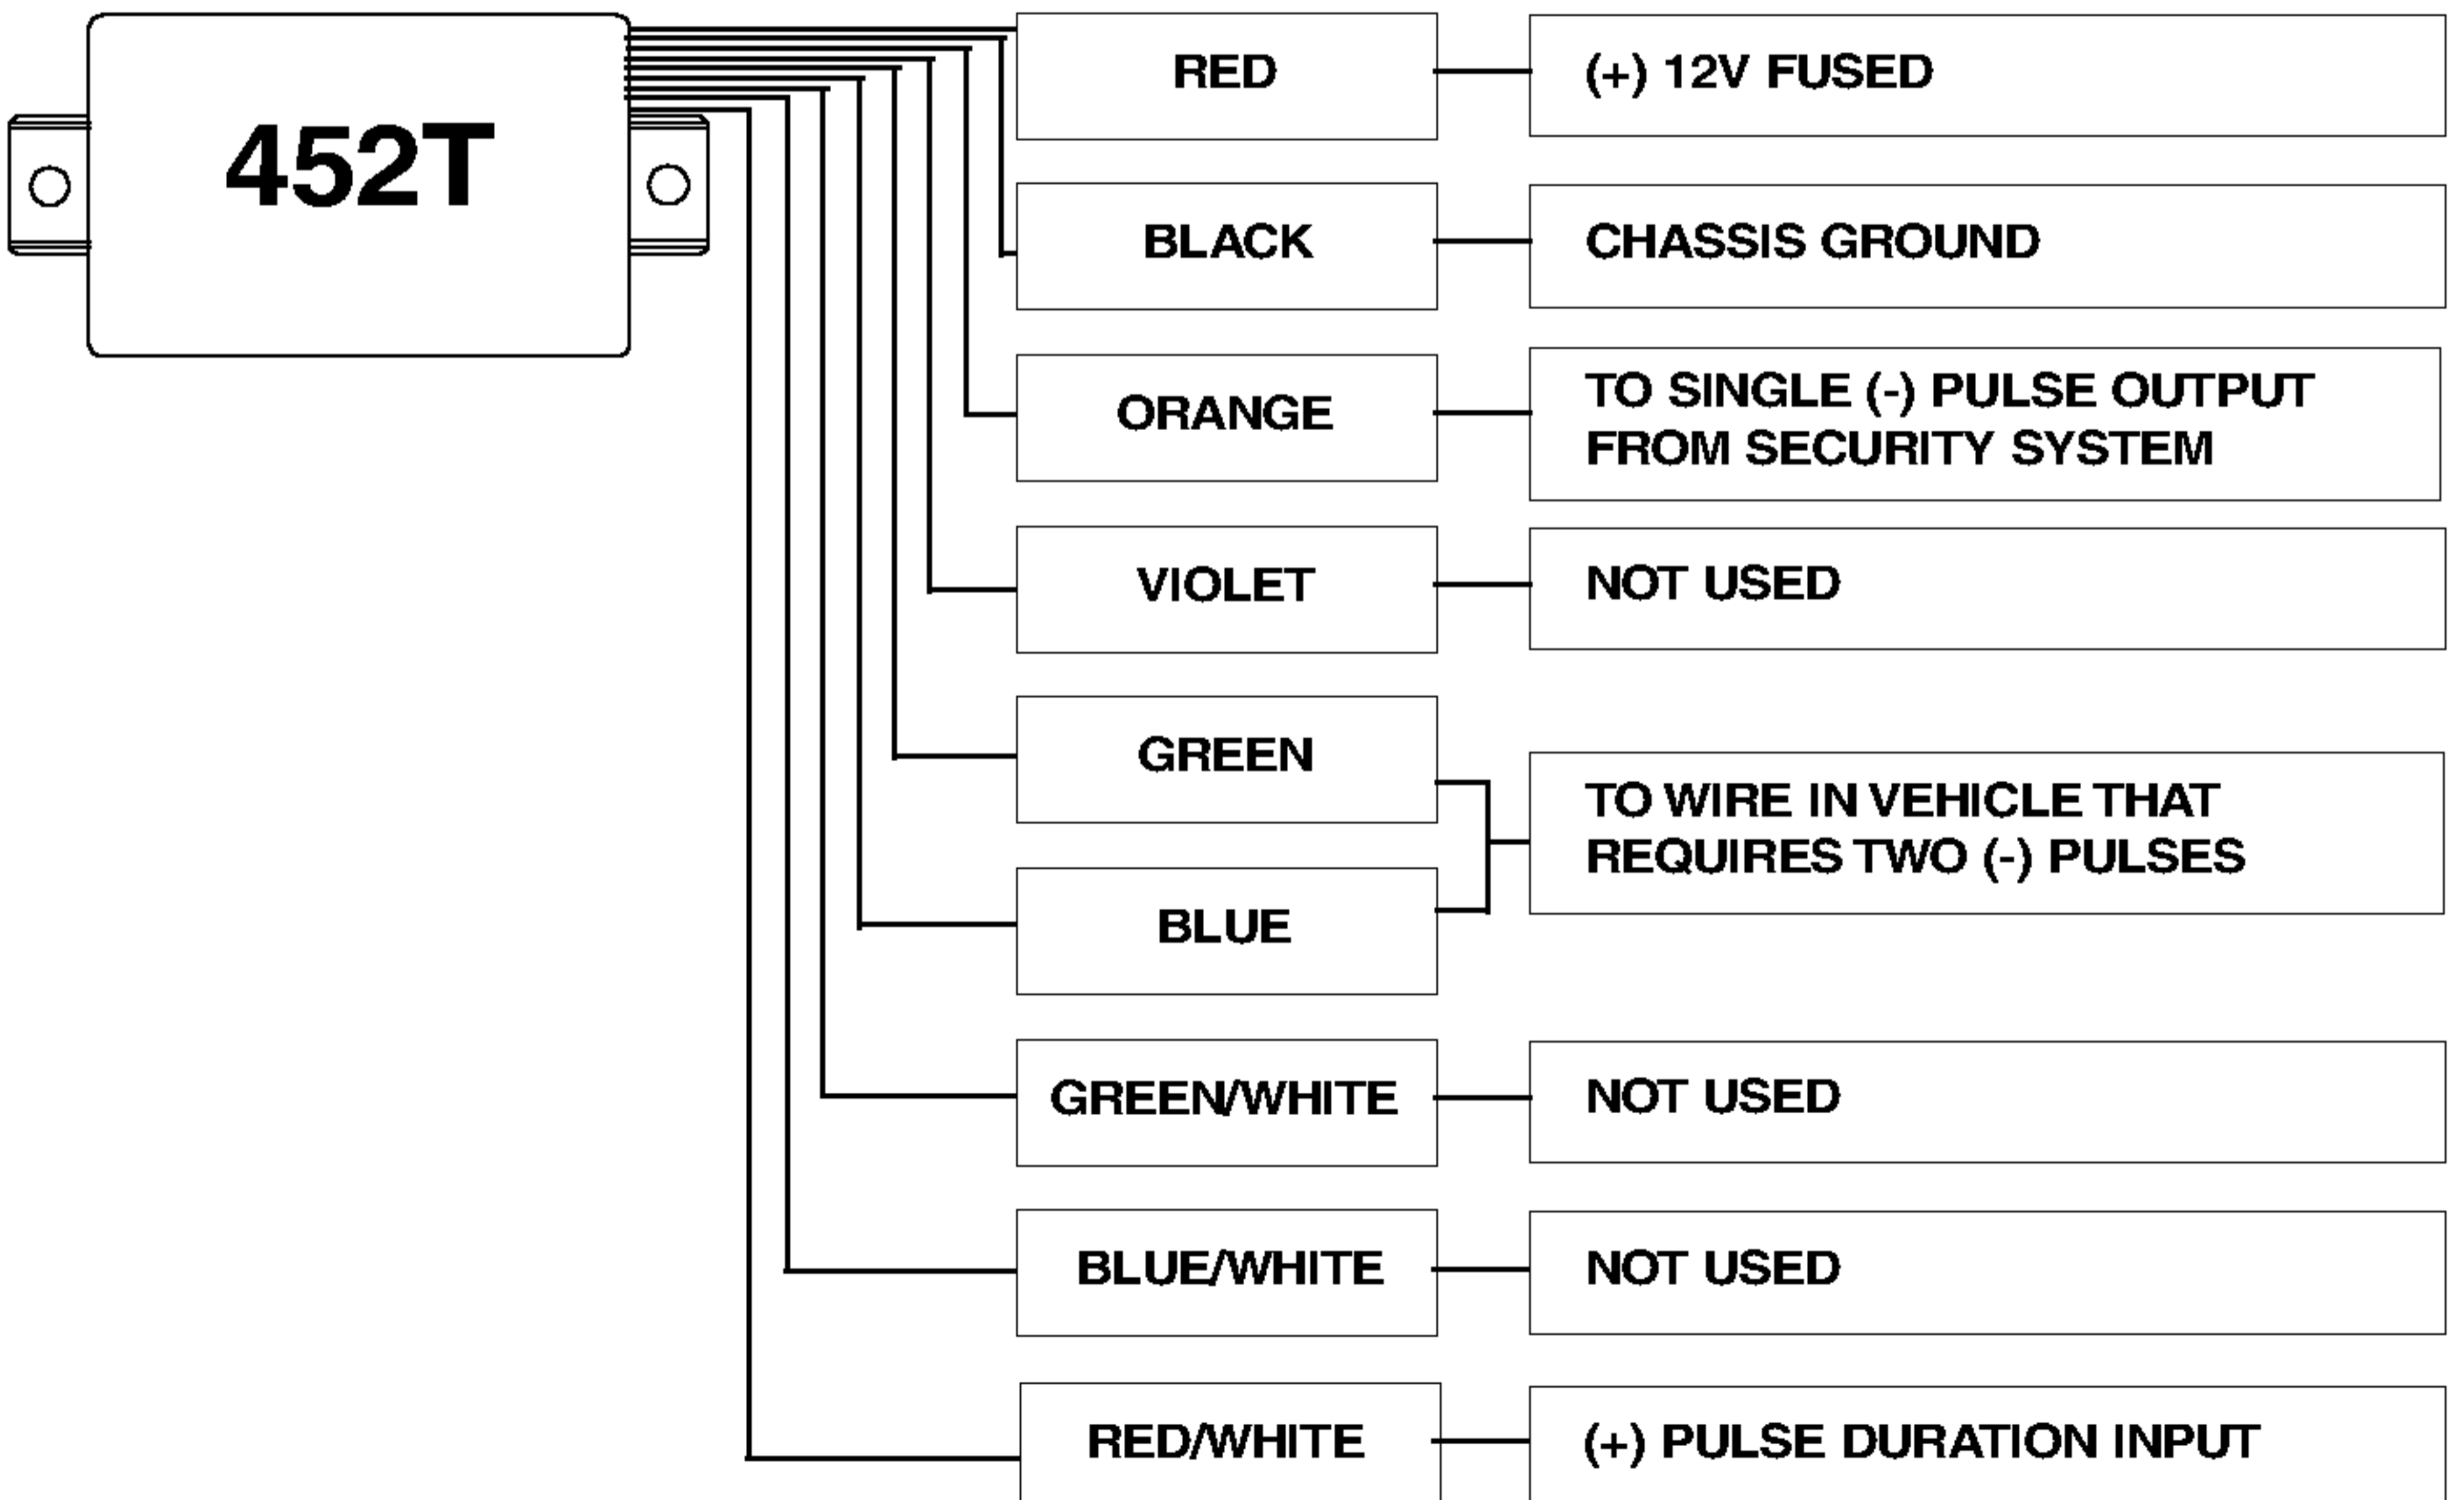 452T
RED
(+) 12V FUSED
BLACK
CHASSIS GROUND
ORANGE
TO SINGLE (-) PULSE OUTPUT
FROM SECURITY SYSTEM
VIOLET
NOT USED
GREEN
BLUE
TO WIRE IN VEHICLE THAT
REQUIRES TWO (-) PULSES
GREEN/WHITE
NOT USED
BLUE/WHITE
NOT USED
RED/WHITE
(+) PULSE DURATION INPUT